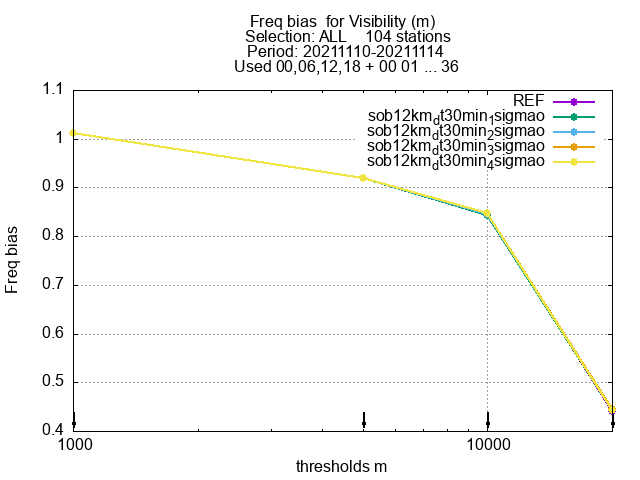 Freq bias  for Visibility (m)
Selection: ALL    104 stations
Period: 20211110-20211114
Used 00,06,12,18 + 00 01 ... 36
REF
sob12km_dt30min_1sigmao
sob12km_dt30min_2sigmao
sob12km_dt30min_3sigmao
sob12km_dt30min_4sigmao
1.1
1
0.9
0.8
0.7
0.6
0.5
0.4
Freq bias
1000
10000
thresholds m